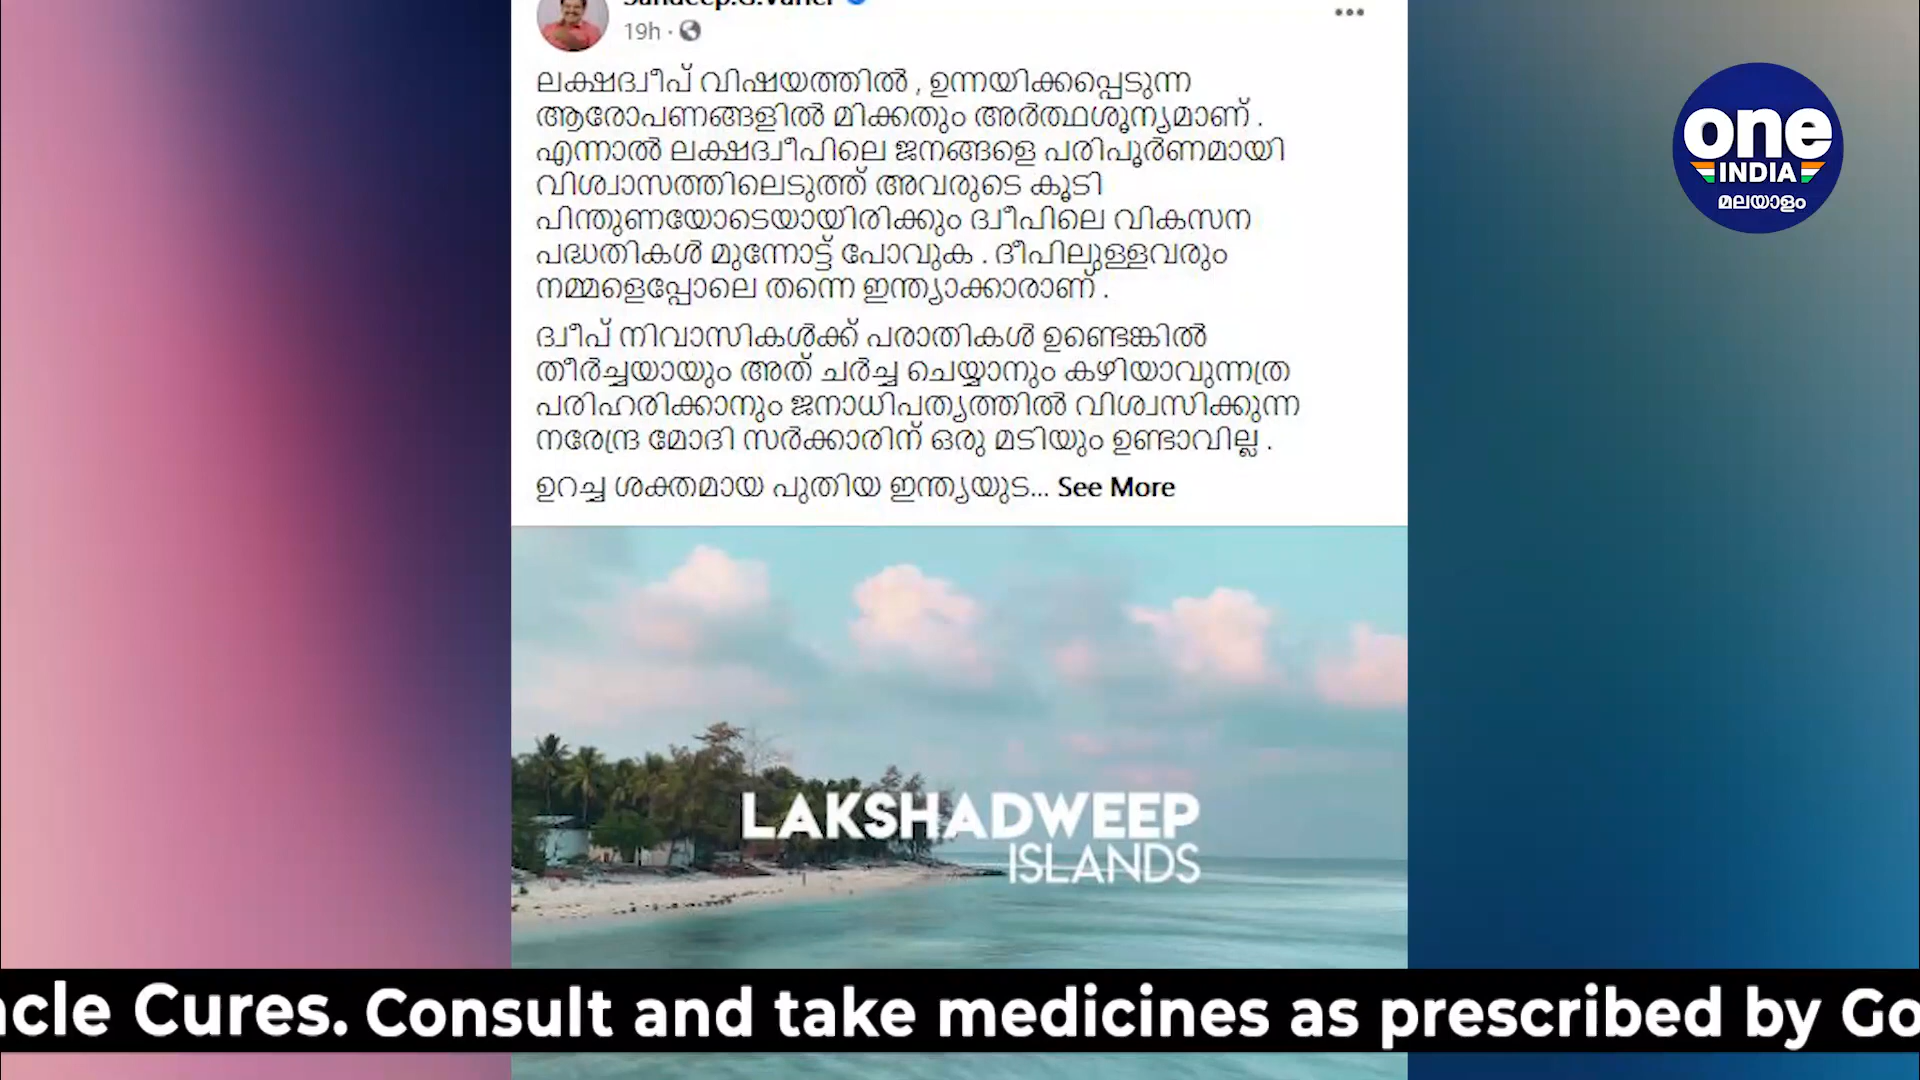 Sandeep.G.Varier
19h
ലക്ഷദ്വീപ് വിഷയത്തിൽ , ഉന്നയിക്കപ്പെടുന്ന
ആരോപണങ്ങളിൽ മിക്കതും അർത്ഥശൂന്യമാണ് .
എന്നാൽ ലക്ഷദ്വീപിലെ ജനങ്ങളെ പരിപൂർണമായി
വിശ്വാസത്തിലെടുത്ത് അവരുടെ കൂടി
പിന്തുണയോടെയായിരിക്കും ദ്വീപിലെ വികസന
പദ്ധതികൾ മുന്നോട്ട് പോവുക . ദീപിലുള്ളവരും
നമ്മളെപ്പോലെ തന്നെ ഇന്ത്യാക്കാരാണ് .
ദ്വീപ് നിവാസികൾക്ക് പരാതികൾ ഉണ്ടെങ്കിൽ
തീർച്ചയായും അത് ചർച്ച ചെയ്യാനും കഴിയാവുന്നത്ര
പരിഹരിക്കാനും ജനാധിപത്യത്തിൽ വിശ്വസിക്കുന്ന
നരേന്ദ്ര മോദി സർക്കാരിന് ഒരു മടിയും ഉണ്ടാവില്ല .
ഉറച്ച ശക്തമായ പുതിയ ഇന്ത്യയുട... See More
LAKSHADWEEP
ISLANDS
one
INDIA
മലയാളം
acle Cures. Consult and take medicines as prescribed by Go